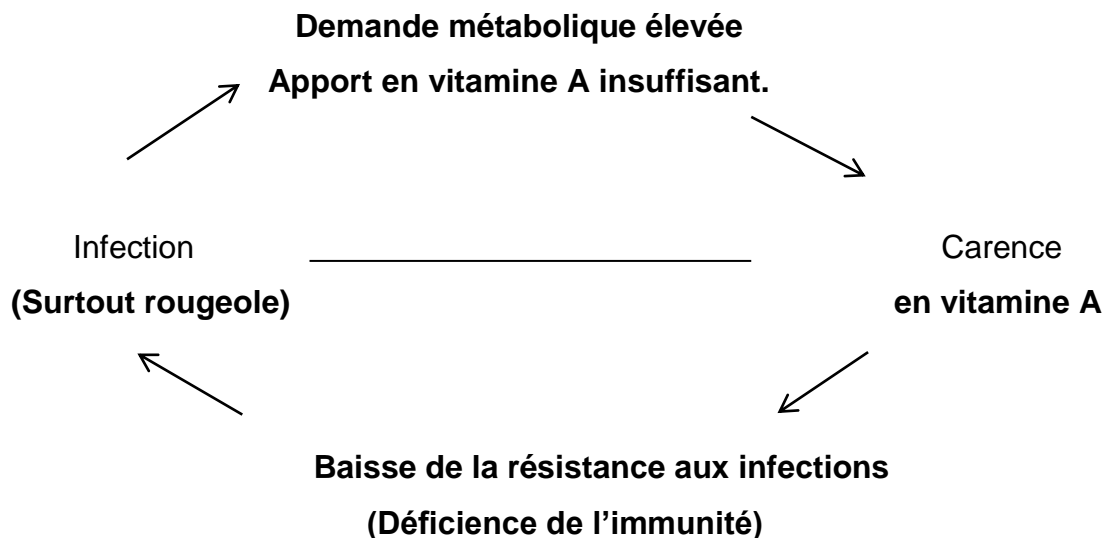 Demande métabolique élevée
Apport en vitamine A insuffisant.
Infection
(Surtout rougeole)
Carence
en vitamine A
Baisse de la résistance aux infections
(Déficience de l’immunité)